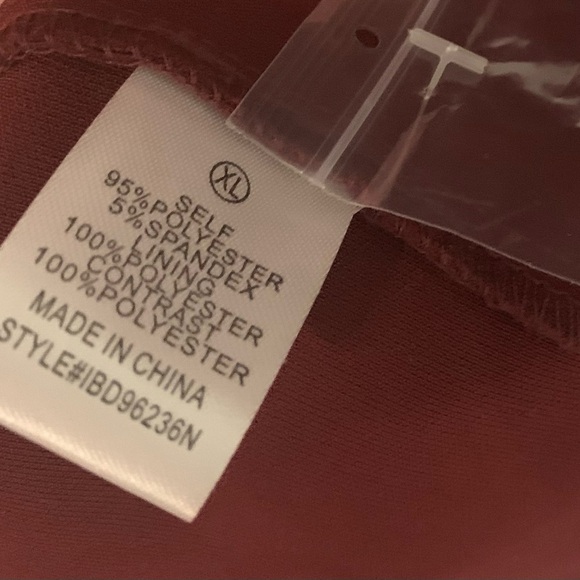 XL
SELF
95%POLYESTER
5%SPANDEX
LINING
100%POLYESTER
CONTRAST
100%POLYESTER
MADE IN CHINA
STYLE#IBD96236N